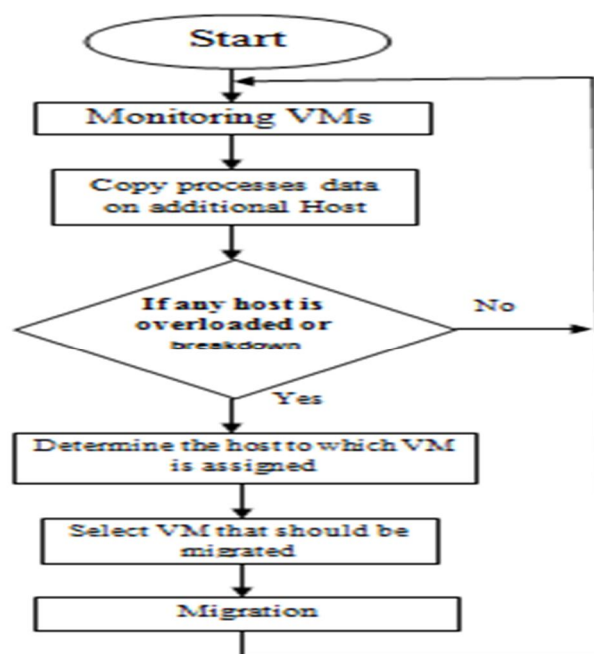 Start
Monitoring VMs
Copy processes data
on additional Host
If any host is
overloaded or
breakdown
No
Yes
Determine the host to which VM
is assigned
Select VM that should be
migrated
Migration